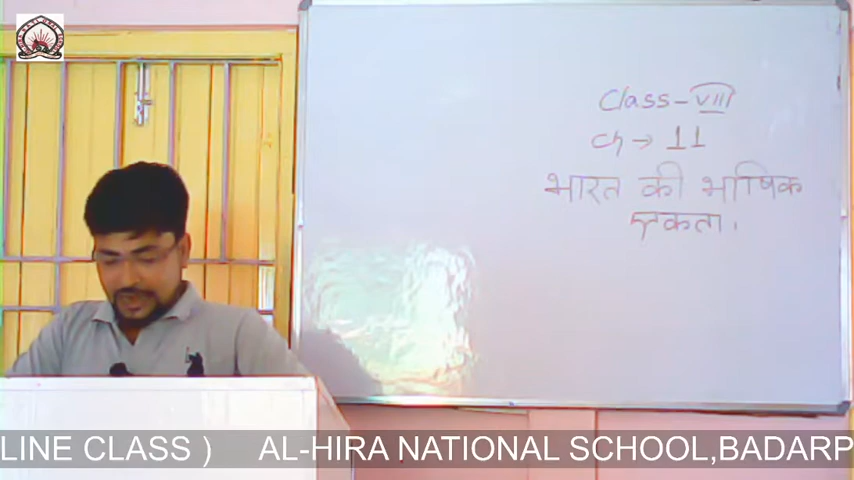 Class-VIII
Ch → 11
भारत की भाषिक
एकता.
LINE CLASS ) AL-HIRA NATIONAL SCHOOL,BADARP